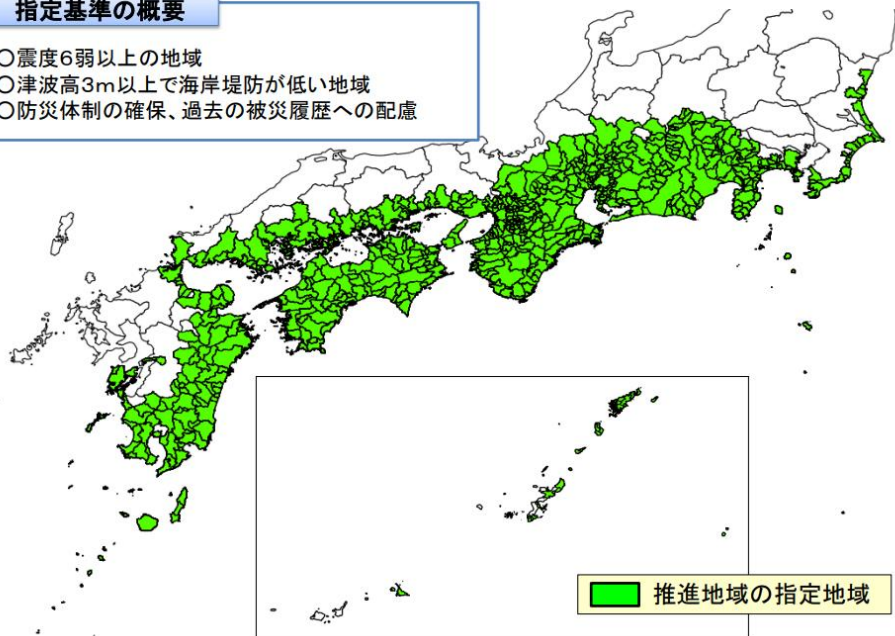 指定基準の概要
○震度6弱以上の地域
○津波高3m以上で海岸堤防が低い地域
○防災体制の確保、過去の被災履歴への配慮
推進地域の指定地域